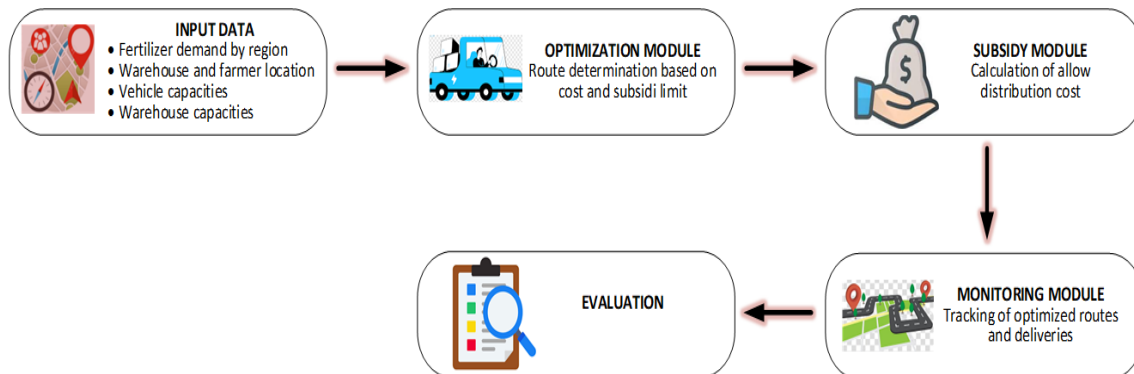 INPUT DATA
• Fertilizer demand by region
• Warehouse and farmer location
• Vehicle capacities
• Warehouse capacities
OPTIMIZATION MODULE
Route determination based on
cost and subsidi limit
SUBSIDY MODULE
Calculation of allow
distribution cost
$
MONITORING MODULE
Tracking of optimized routes
and deliveries
EVALUATION